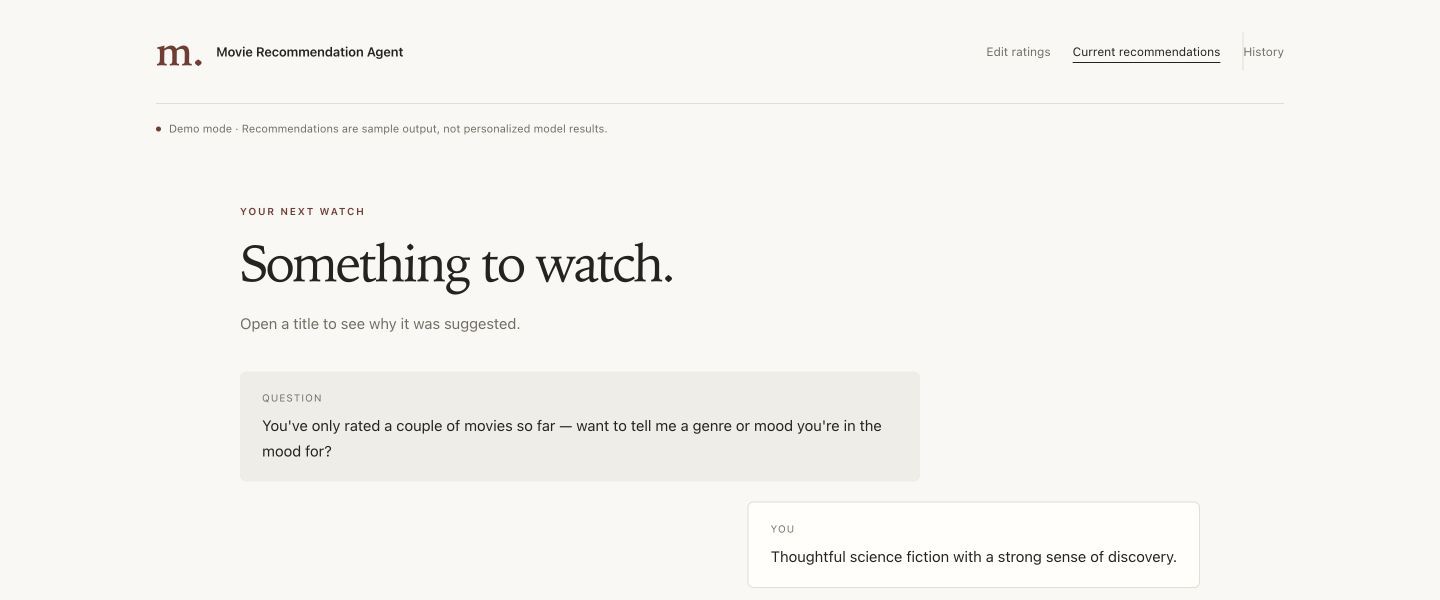 m. Movie Recommendation Agent
Edit ratings
Current recommendations
History
Demo mode · Recommendations are sample output, not personalized model results.
YOUR NEXT WATCH
Something to watch.
Open a title to see why it was suggested.
QUESTION
You've only rated a couple of movies so far — want to tell me a genre or mood you're in the
mood for?
YOU
Thoughtful science fiction with a strong sense of discovery.